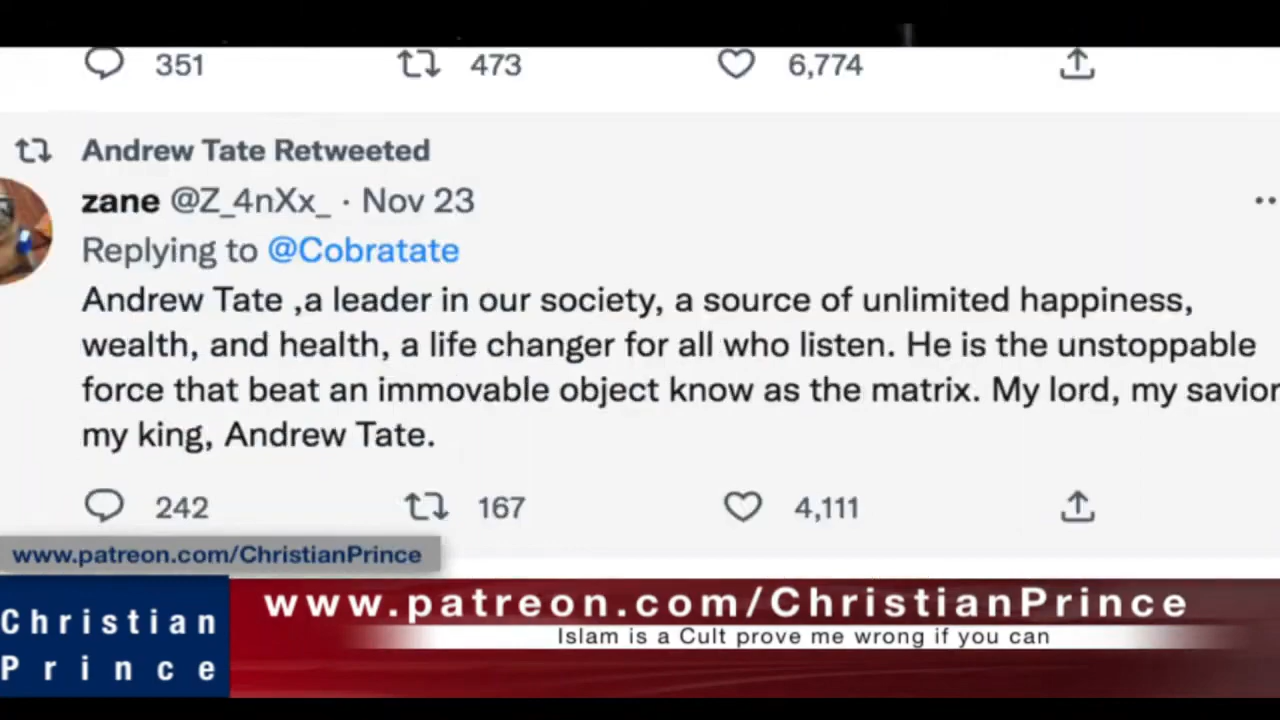 351 473 6,774
Andrew Tate Retweeted
zane @Z_4nXx_ · Nov 23
Replying to @Cobratate
Andrew Tate ,a leader in our society, a source of unlimited happiness,
wealth, and health, a life changer for all who listen. He is the unstoppable
force that beat an immovable object know as the matrix. My lord, my savior
my king, Andrew Tate.
242 167 4,111
www.patreon.com/ChristianPrince
Christian
Prince
www.patreon.com/ChristianPrince
Islam is a Cult prove me wrong if you can